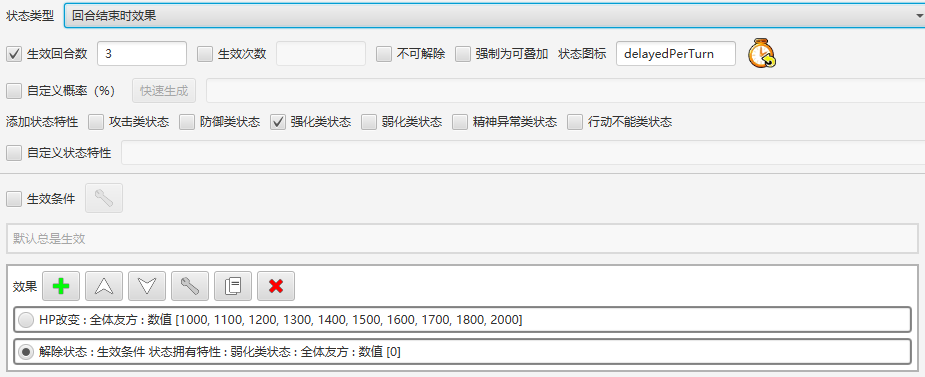 状态类型 回合结束时效果
生效回合数 3 生效次数 不可解除 强制为可叠加 状态图标 delayedPerTurn
自定义概率（%） 快速生成
添加状态特性 攻击类状态 防御类状态 强化类状态 弱化类状态 精神异常类状态 行动不能类状态
自定义状态特性
生效条件
默认总是生效
效果
HP改变 : 全体友方 : 数值 [1000, 1100, 1200, 1300, 1400, 1500, 1600, 1700, 1800, 2000]
解除状态 : 生效条件 状态拥有特性 : 弱化类状态 : 全体友方 : 数值 [0]